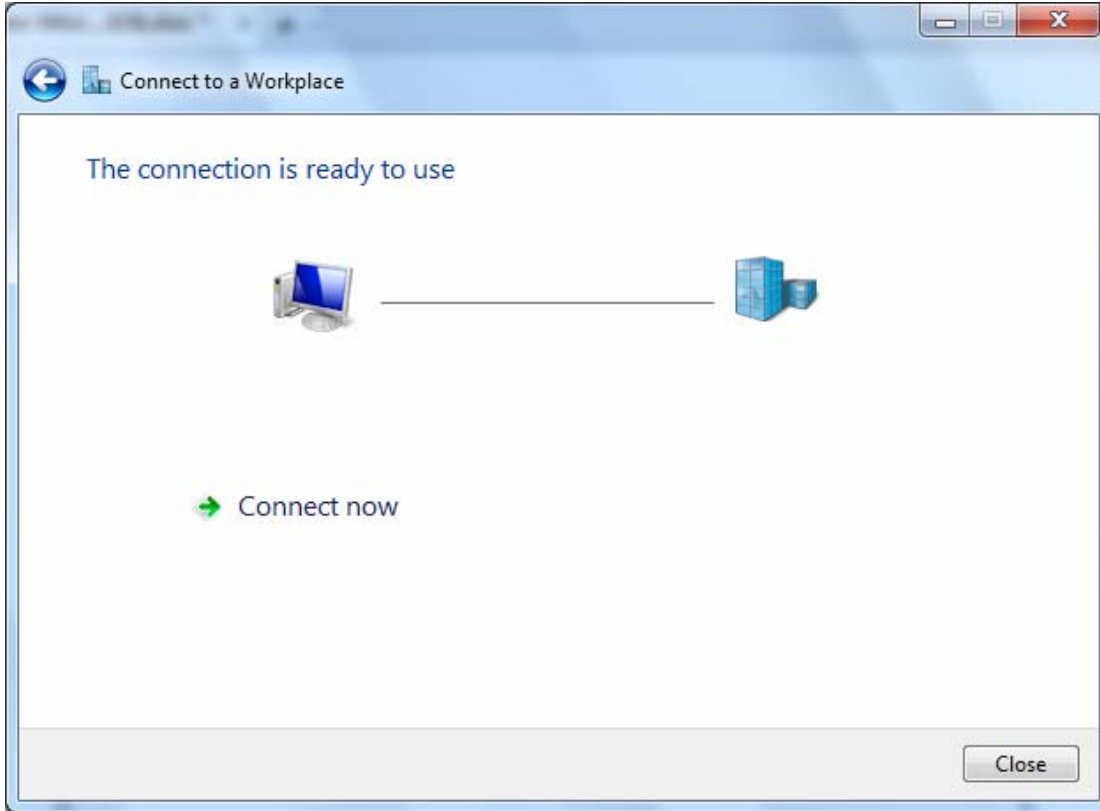 Connect to a Workplace
The connection is ready to use
Connect now
Close